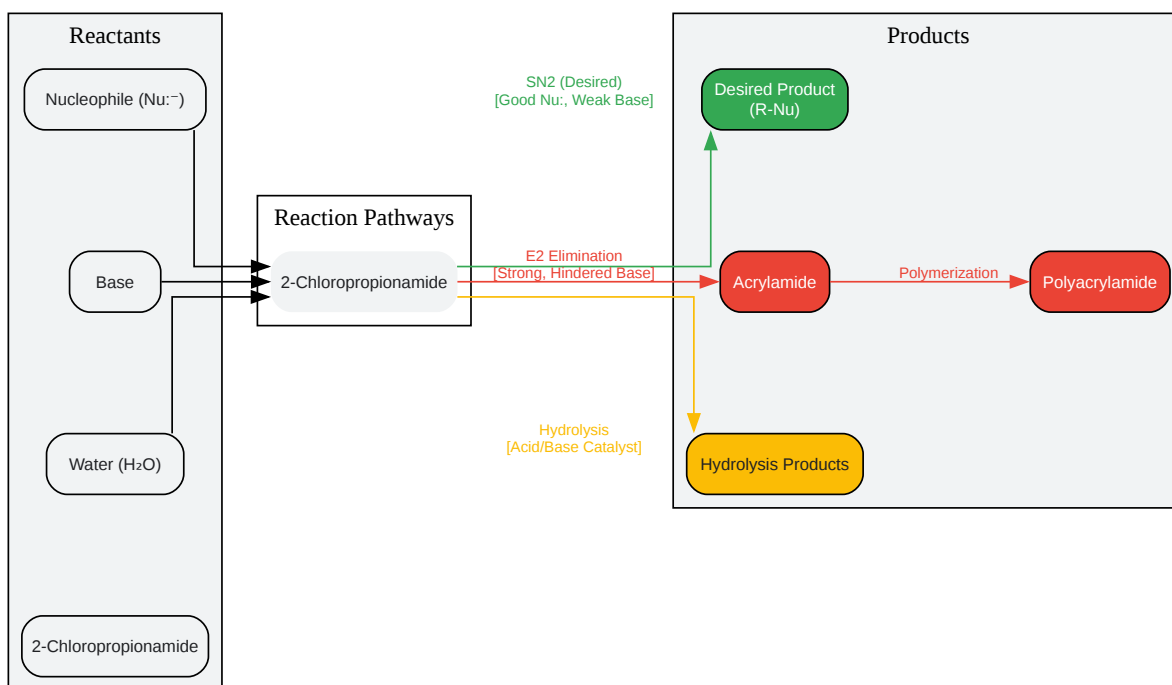 Reactants
Nucleophile (Nu:⁻)
Base
Water (H₂O)
2-Chloropropionamide
Reaction Pathways
2-Chloropropionamide
SN2 (Desired)
[Good Nu:, Weak Base]
E2 Elimination
[Strong, Hindered Base]
Hydrolysis
[Acid/Base Catalyst]
Products
Desired Product
(R-Nu)
Acrylamide
Polymerization
Polyacrylamide
Hydrolysis Products